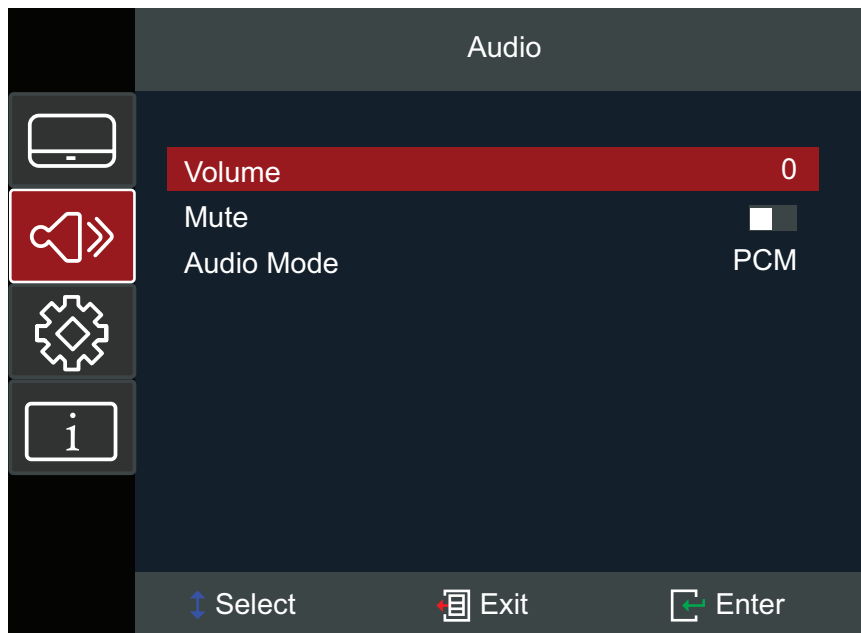 Audio
Volume 0
Mute
Audio Mode PCM
i
Select Exit Enter